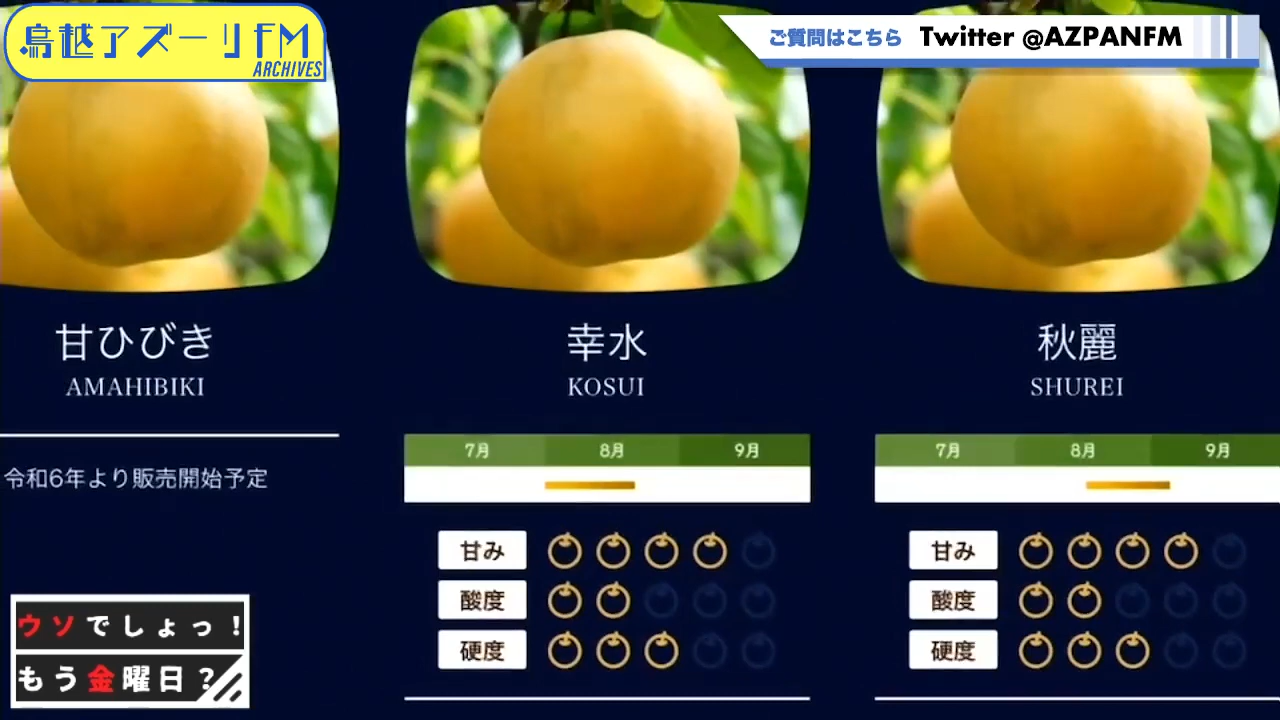 鳥越アズーリFM
ARCHIVES
ご質問はこちら Twitter @AZPANFM
甘ひびき
AMAHIBIKI
令和6年より販売開始予定
幸水
KOSUI
7月 8月 9月
甘み
酸度
硬度
秋麗
SHUREI
7月 8月 9月
甘み
酸度
硬度
ウソでしょっ!
もう金曜日?